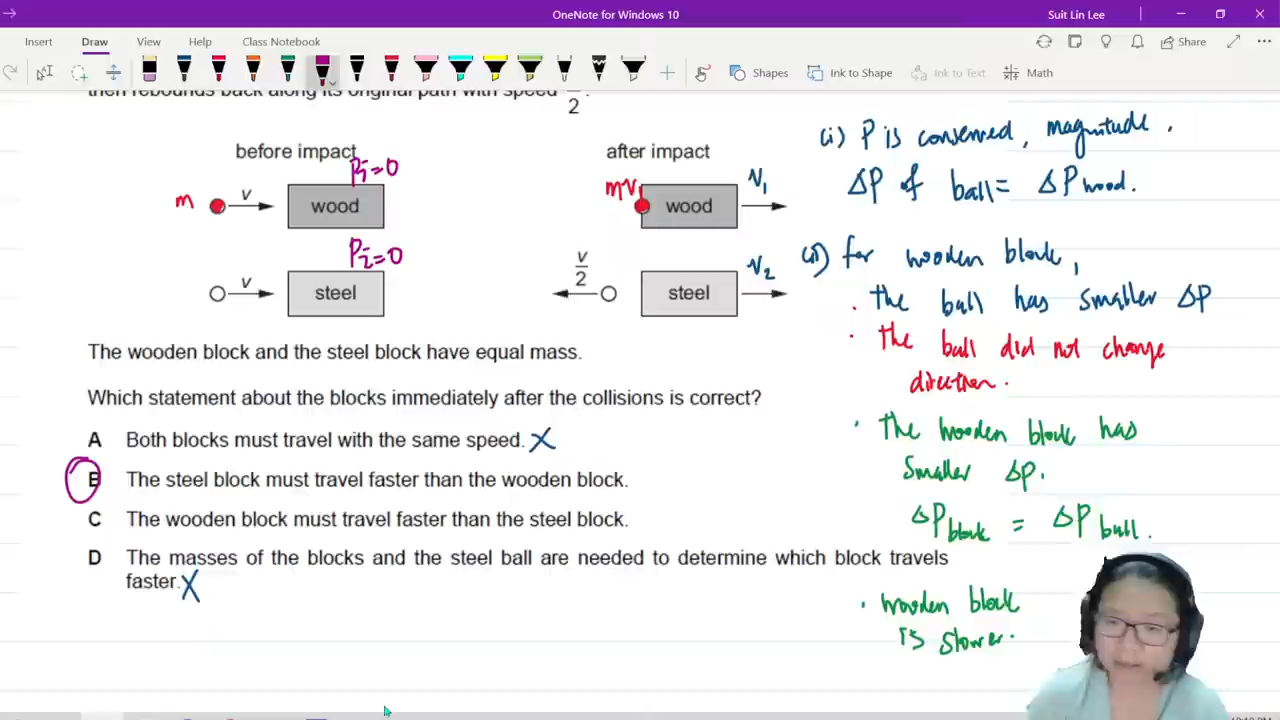 OneNote for Windows 10
Suit Lin Lee
Insert Draw View Help Class Notebook
Share
Shapes Ink to Shape Ink to Text Math
then rebounds back along its original path with speed
2
before impact
after impact
Pi=0
m v wood
mv1 wood V1
Pi=0
v steel
v/2 steel V2
The wooden block and the steel block have equal mass.
Which statement about the blocks immediately after the collisions is correct?
A Both blocks must travel with the same speed. X
B The steel block must travel faster than the wooden block.
C The wooden block must travel faster than the steel block.
D The masses of the blocks and the steel ball are needed to determine which block travels
faster. X
(i) P is conserved, magnitude.
ΔP of ball = ΔP wood.
(ii) for wooden block,
· the ball has smaller ΔP
· the ball did not change
direction.
· the wooden block has
smaller ΔP.
ΔP block = ΔP ball.
· wooden block
is slower.